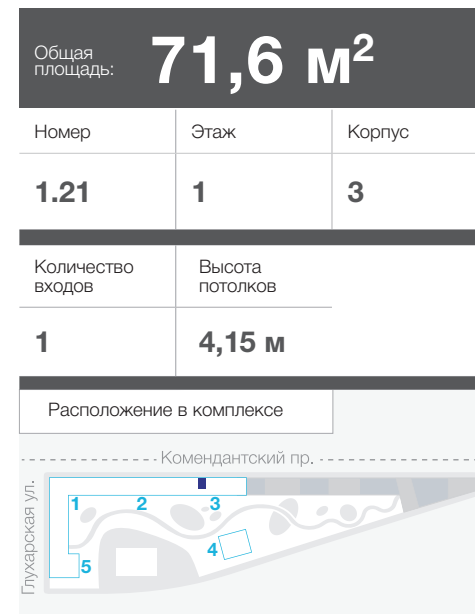 Общая
площадь:
71,6 м²
Номер Этаж Корпус
1.21 1 3
Количество
входов
Высота
потолков
1 4,15 м
Расположение в комплексе
Комендантский пр.
Глухарская ул.
1 2 3
4
5